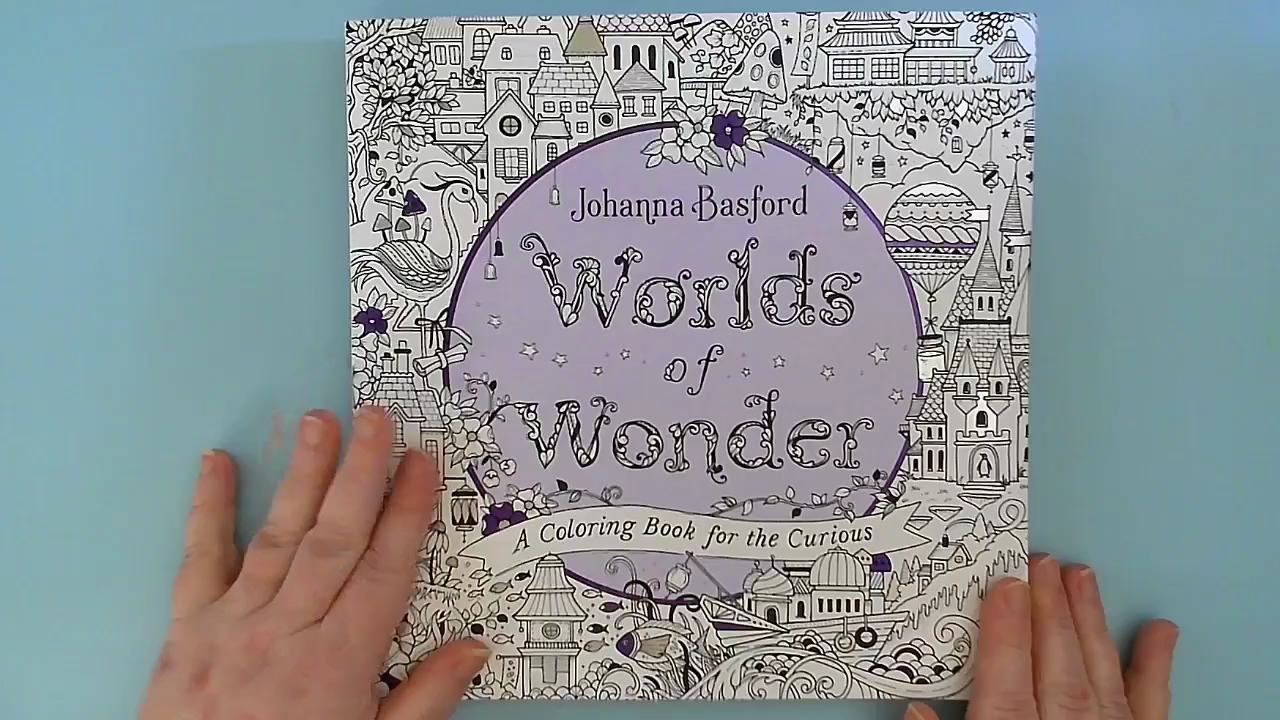 Johanna Basford
Worlds
of
Wonder
A Coloring Book for the Curious